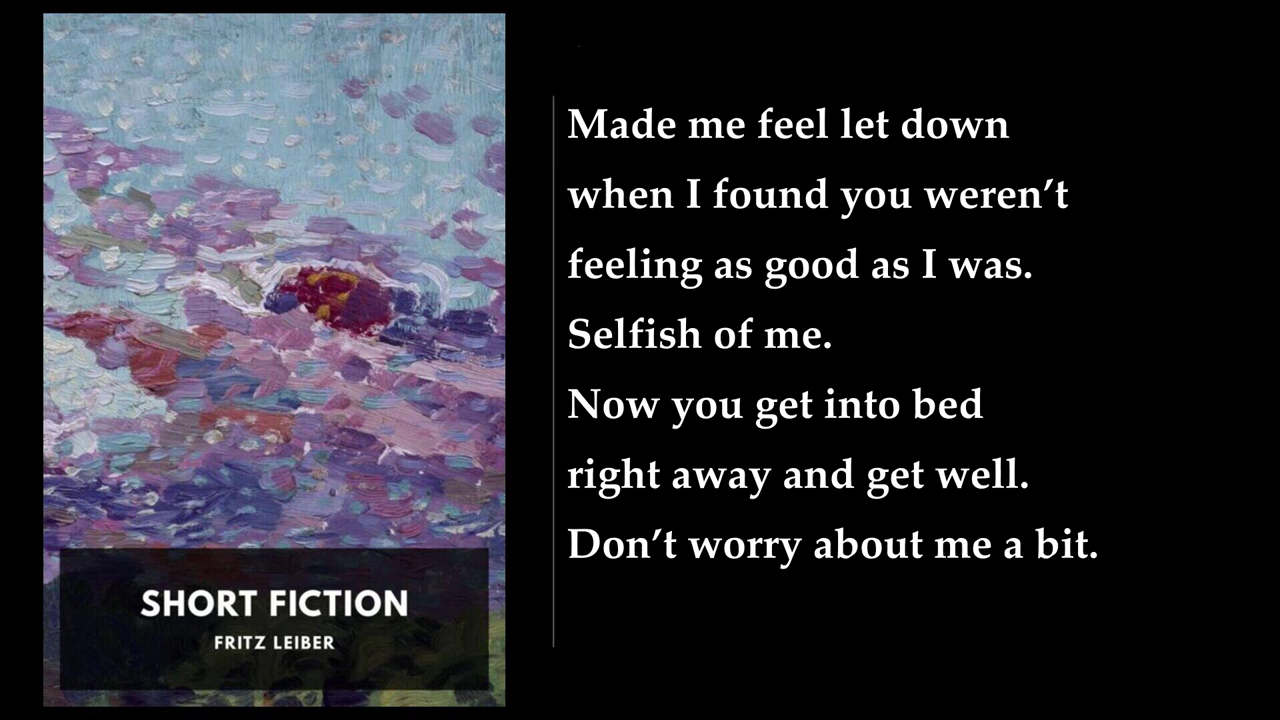 Made me feel let down
when I found you weren’t
feeling as good as I was.
Selfish of me.
Now you get into bed
right away and get well.
Don’t worry about me a bit.
SHORT FICTION
FRITZ LEIBER